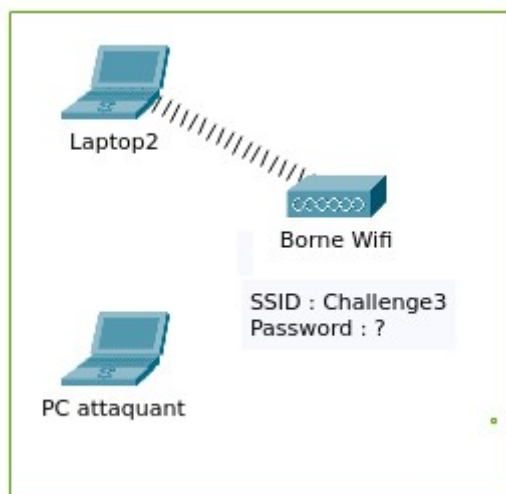 Laptop2
Borne Wifi
SSID : Challenge3
Password : ?
PC attaquant